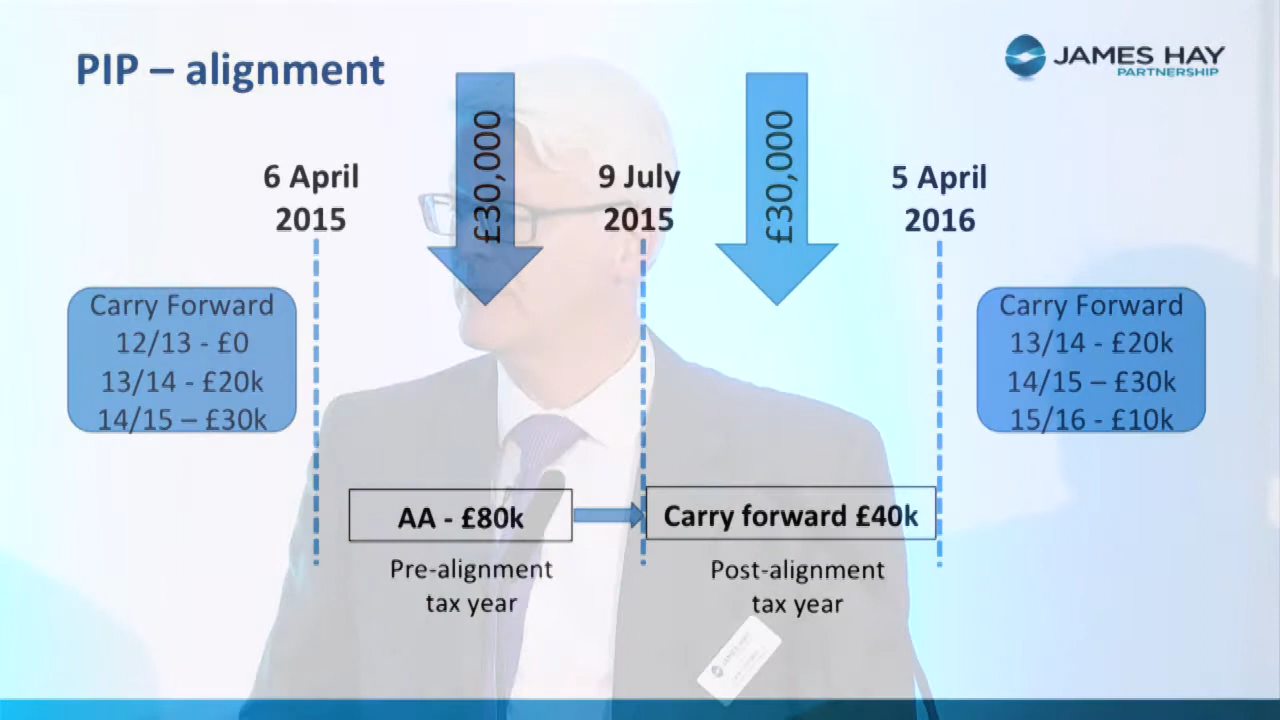 PIP – alignment
JAMES HAY
PARTNERSHIP
£30,000
£30,000
6 April
2015
9 July
2015
5 April
2016
Carry Forward
12/13 - £0
13/14 - £20k
14/15 – £30k
Carry Forward
13/14 - £20k
14/15 – £30k
15/16 - £10k
AA - £80k
Carry forward £40k
Pre-alignment
tax year
Post-alignment
tax year
JAMES HAY